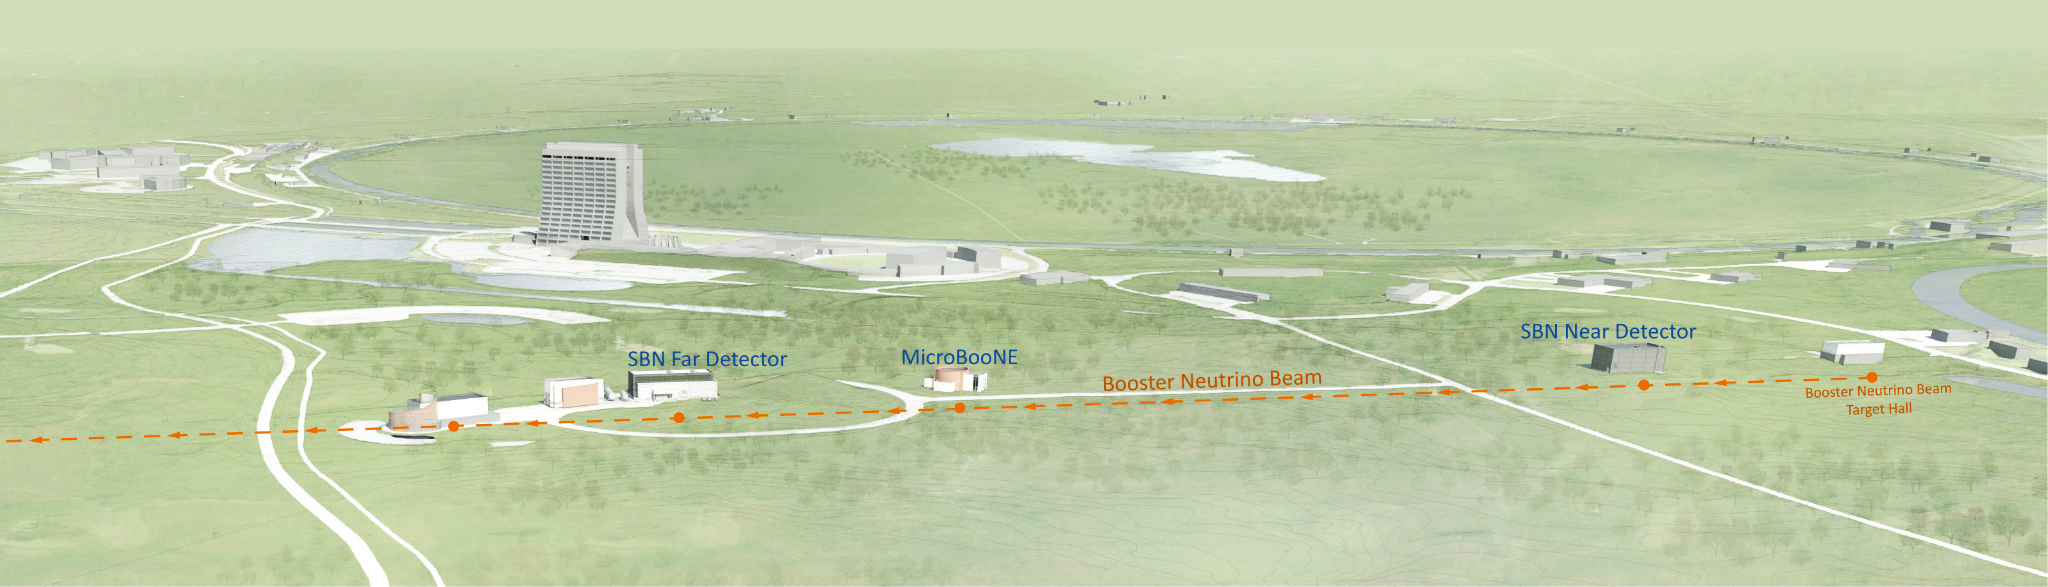 SBN Near Detector
SBN Far Detector
MicroBooNE
Booster Neutrino Beam
Booster Neutrino Beam
Target Hall